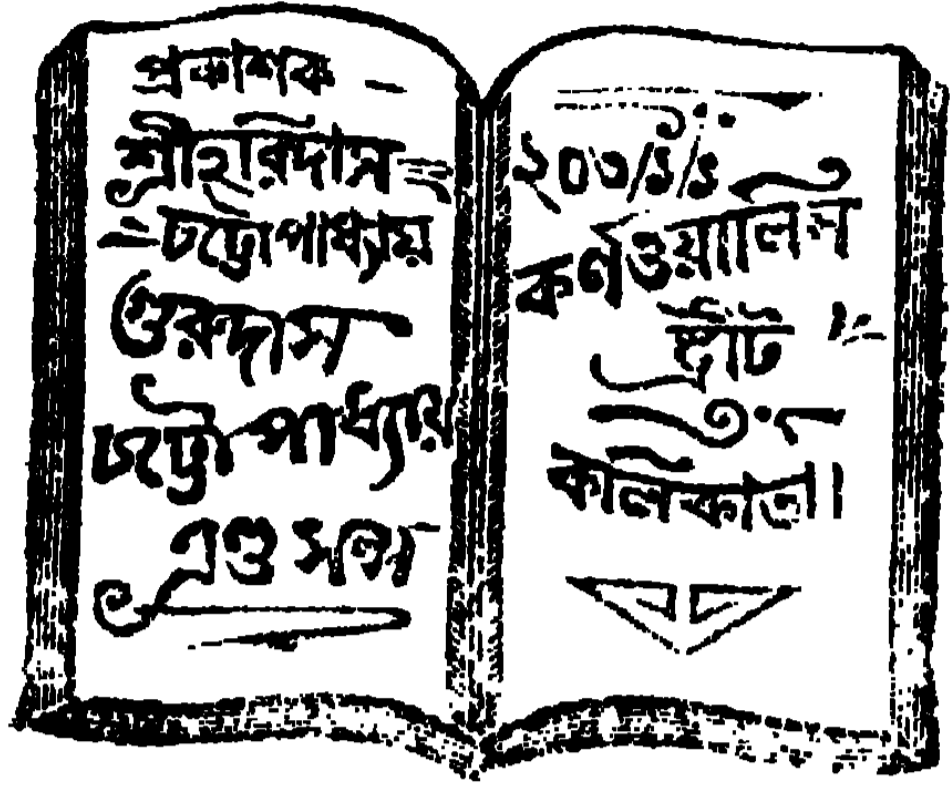 প্রকাশক —
শ্রীহরিদাস
চট্টোপাধ্যায়
গুরুদাস
চট্টোপাধ্যায়
এণ্ড সন্স
২০৩/১/১
কর্ণওয়ালিস
ষ্ট্রীট
কলিকাতা।